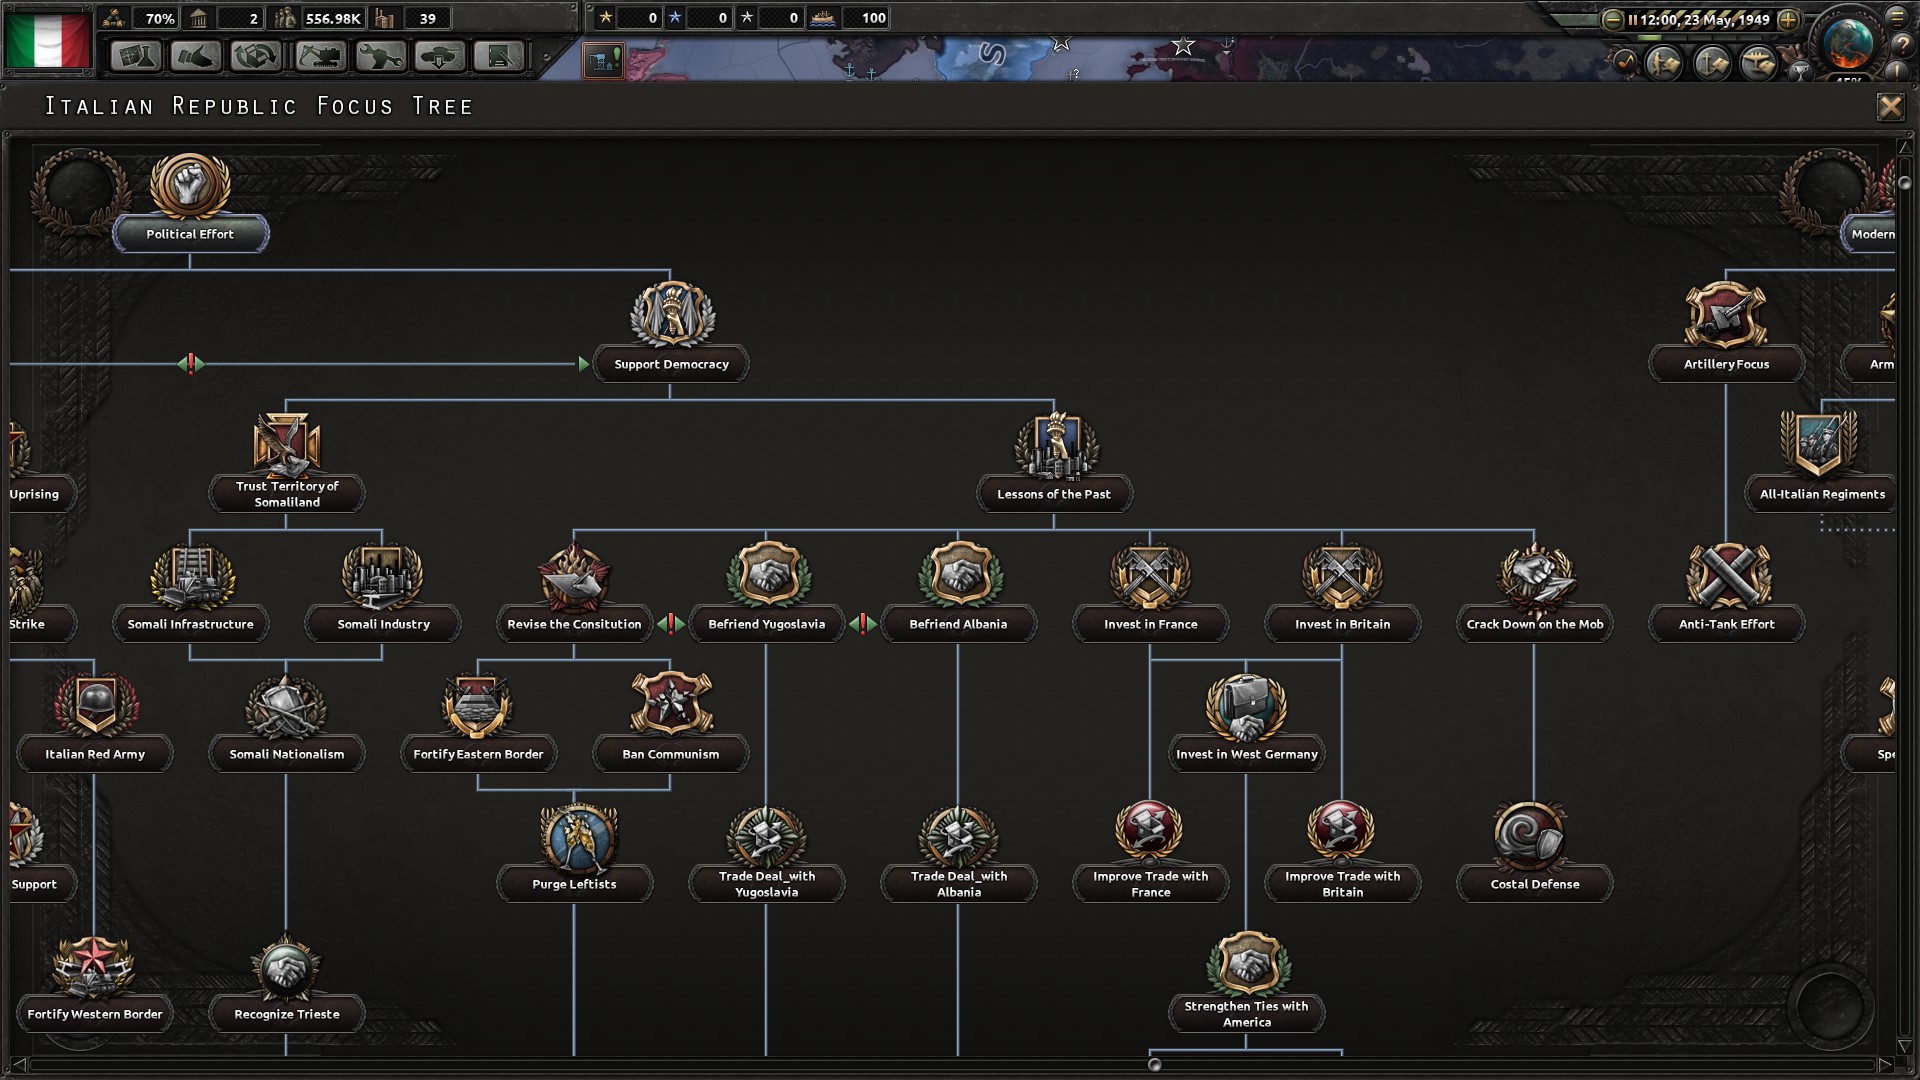 70%
2
556.98K
39
0
0
0
100
12:00, 23 May, 1949
Italian Republic Focus Tree
Political Effort
Modern
Support Democracy
Artillery Focus
Arm
Uprising
Trust Territory of
Somaliland
Lessons of the Past
All-Italian Regiments
Strike
Somali Infrastructure
Somali Industry
Revise the Consitution
Befriend Yugoslavia
Befriend Albania
Invest in France
Invest in Britain
Crack Down on the Mob
Anti-Tank Effort
Italian Red Army
Somali Nationalism
Fortify Eastern Border
Ban Communism
Invest in West Germany
Spe
Support
Purge Leftists
Trade Deal_with
Yugoslavia
Trade Deal_with
Albania
Improve Trade with
France
Improve Trade with
Britain
Costal Defense
Fortify Western Border
Recognize Trieste
Strengthen Ties with
America